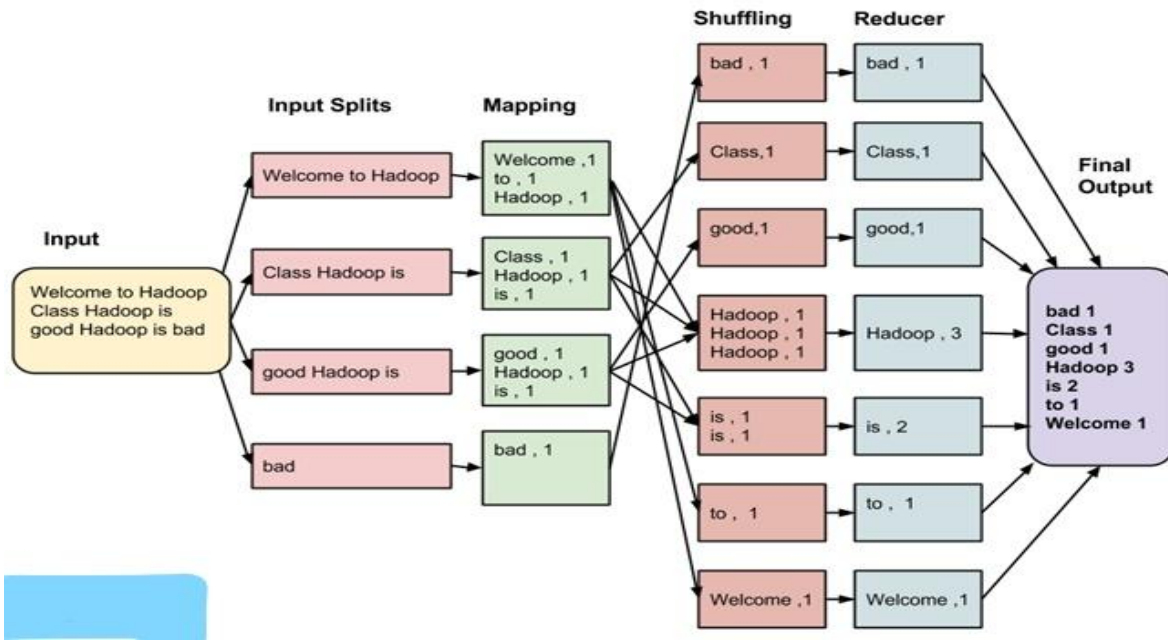 Shuffling
Reducer
Input Splits
Mapping
Final
Output
Input
Welcome to Hadoop
Class Hadoop is
good Hadoop is bad
Welcome to Hadoop
Class Hadoop is
good Hadoop is
bad
Welcome ,1
to , 1
Hadoop , 1
Class , 1
Hadoop , 1
is , 1
good , 1
Hadoop , 1
is , 1
bad , 1
bad , 1
Class,1
good,1
Hadoop , 1
Hadoop , 1
Hadoop , 1
is , 1
is , 1
to , 1
Welcome ,1
bad , 1
Class,1
good,1
Hadoop , 3
is , 2
to , 1
Welcome ,1
bad 1
Class 1
good 1
Hadoop 3
is 2
to 1
Welcome 1